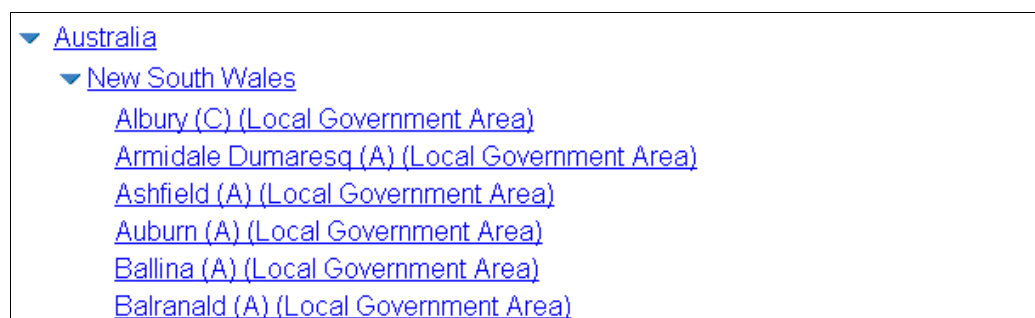 Australia
New South Wales
Albury (C) (Local Government Area)
Armidale Dumaresq (A) (Local Government Area)
Ashfield (A) (Local Government Area)
Auburn (A) (Local Government Area)
Ballina (A) (Local Government Area)
Balranald (A) (Local Government Area)